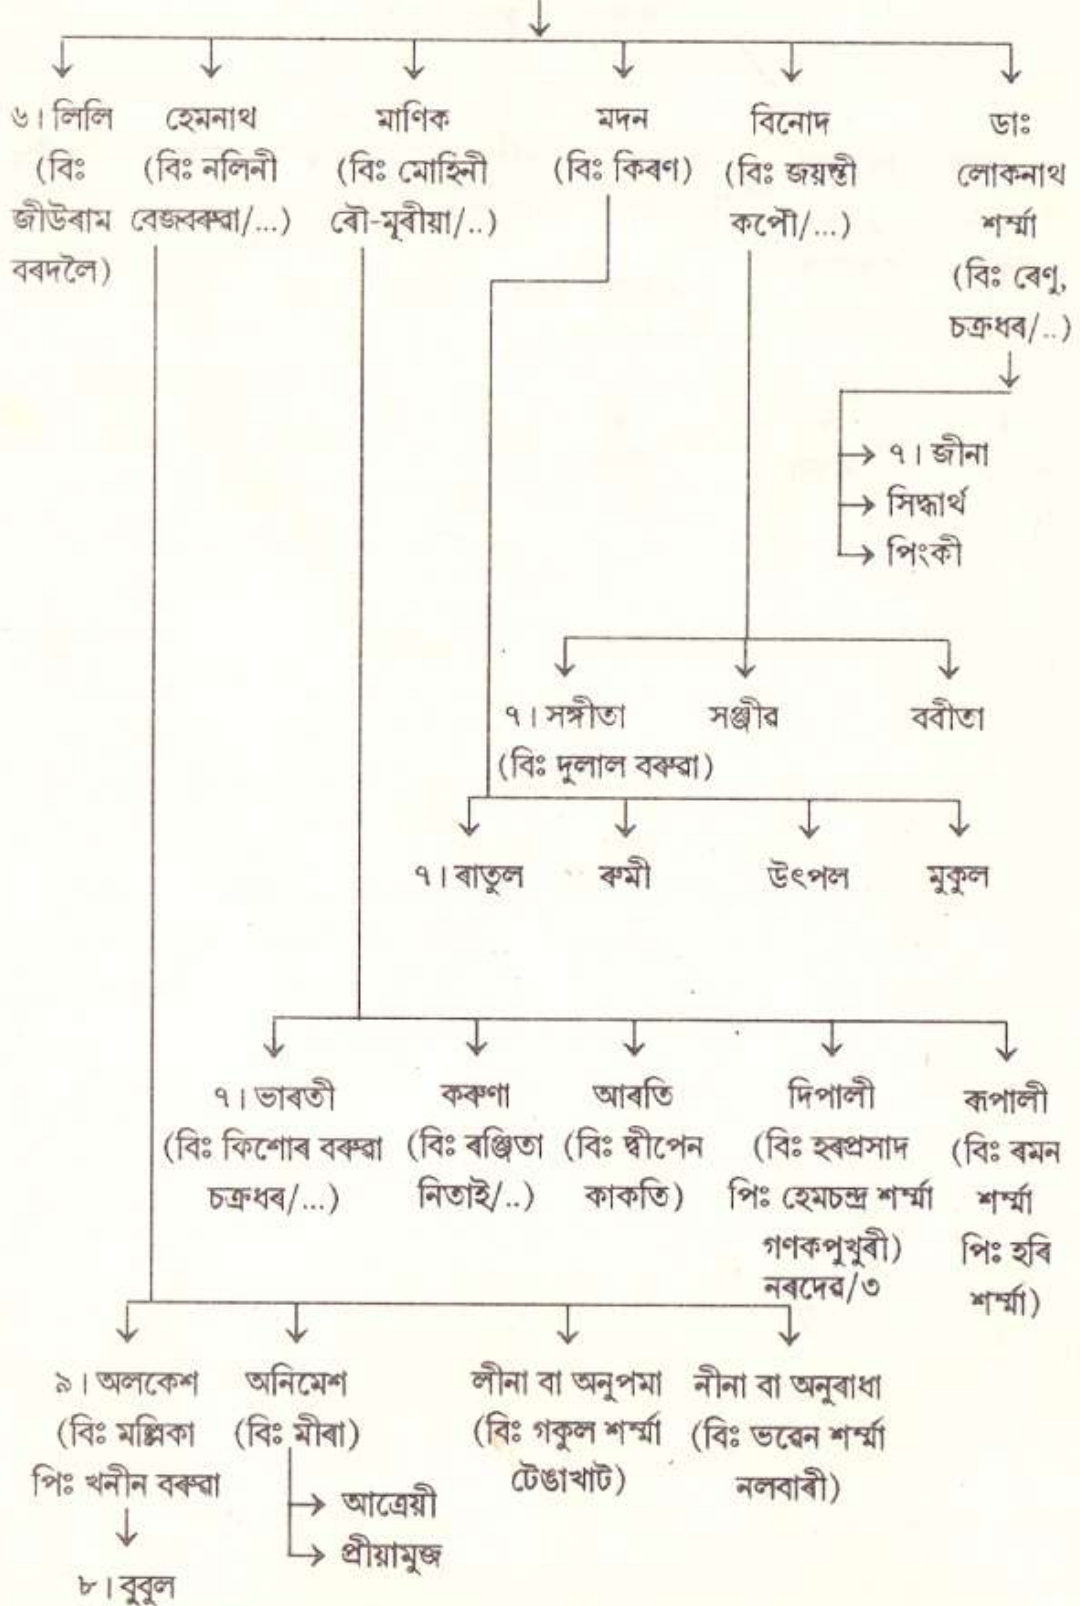 ৬। লিলি হেমনাথ মাণিক মদন বিনোদ ডাঃ
(বিঃ (বিঃ নলিনী (বিঃ মোহিনী (বিঃ কিৰণ) (বিঃ জয়ন্তী লোকনাথ
জীউৰাম বেজবৰুৱা/...) ৰৌ-মূৰীয়া/..) কপৌ/...) শৰ্ম্মা
বৰদলৈ) (বিঃ ৰেণু,
চক্ৰধৰ/..)
৭। জীনা
সিদ্ধাৰ্থ
পিংকী
৭। সঙ্গীতা সঞ্জীৱ ববীতা
(বিঃ দুলাল বৰুৱা)
৭। ৰাতুল ৰুমী উৎপল মুকুল
৭। ভাৰতী কৰুণা আৰতি দিপালী ৰূপালী
(বিঃ কিশোৰ বৰুৱা (বিঃ ৰঞ্জিতা (বিঃ দ্বীপেন (বিঃ হৰপ্ৰসাদ (বিঃ ৰমন
চক্ৰধৰ/...) নিতাই/..) কাকতি) পিঃ হেমচন্দ্ৰ শৰ্ম্মা শৰ্ম্মা
গণকপুখুৰী) পিঃ হৰি
নৰদেৱ/৩ শৰ্ম্মা)
৯। অলকেশ অনিমেশ লীনা বা অনুপমা নীনা বা অনুৰাধা
(বিঃ মল্লিকা (বিঃ মীৰা) (বিঃ গকুল শৰ্ম্মা (বিঃ ভৱেন শৰ্ম্মা
পিঃ খনীন বৰুৱা টেঙাখাট) নলবাৰী)
আত্ৰেয়ী
প্ৰীয়ামুজ
৮। বুবুল